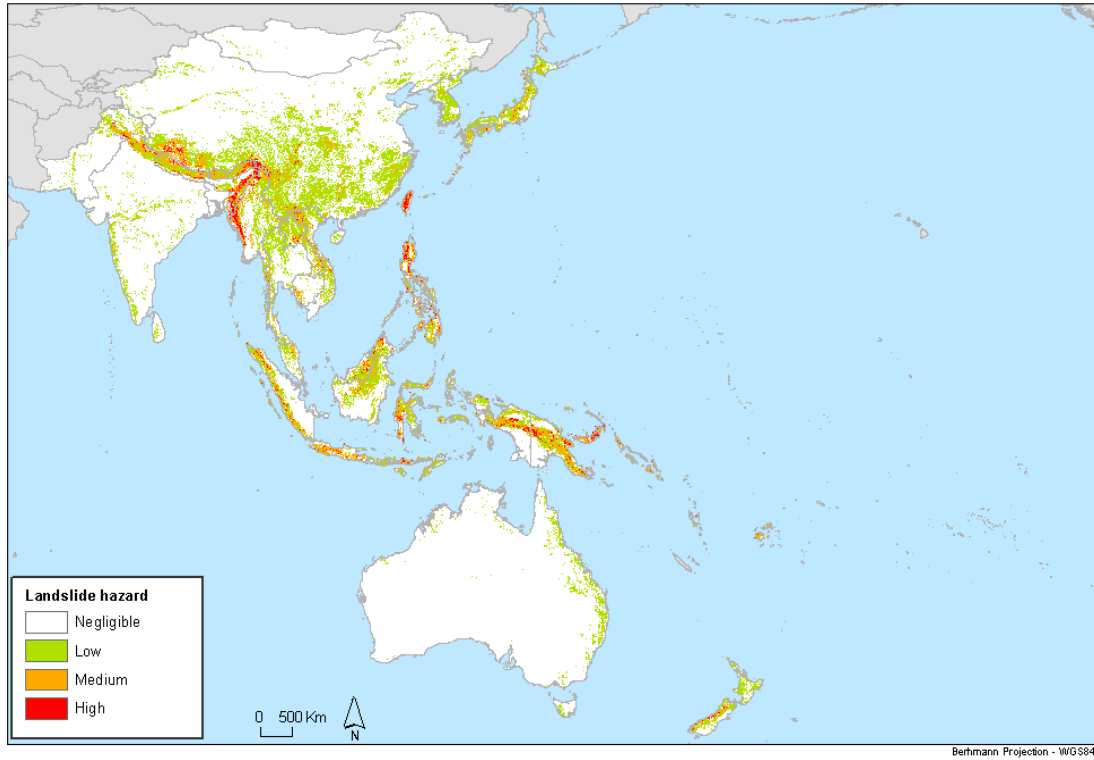 Landslide hazard
Negligible
Low
Medium
High
0 500 Km
N
Berhmann Projection - WGS84